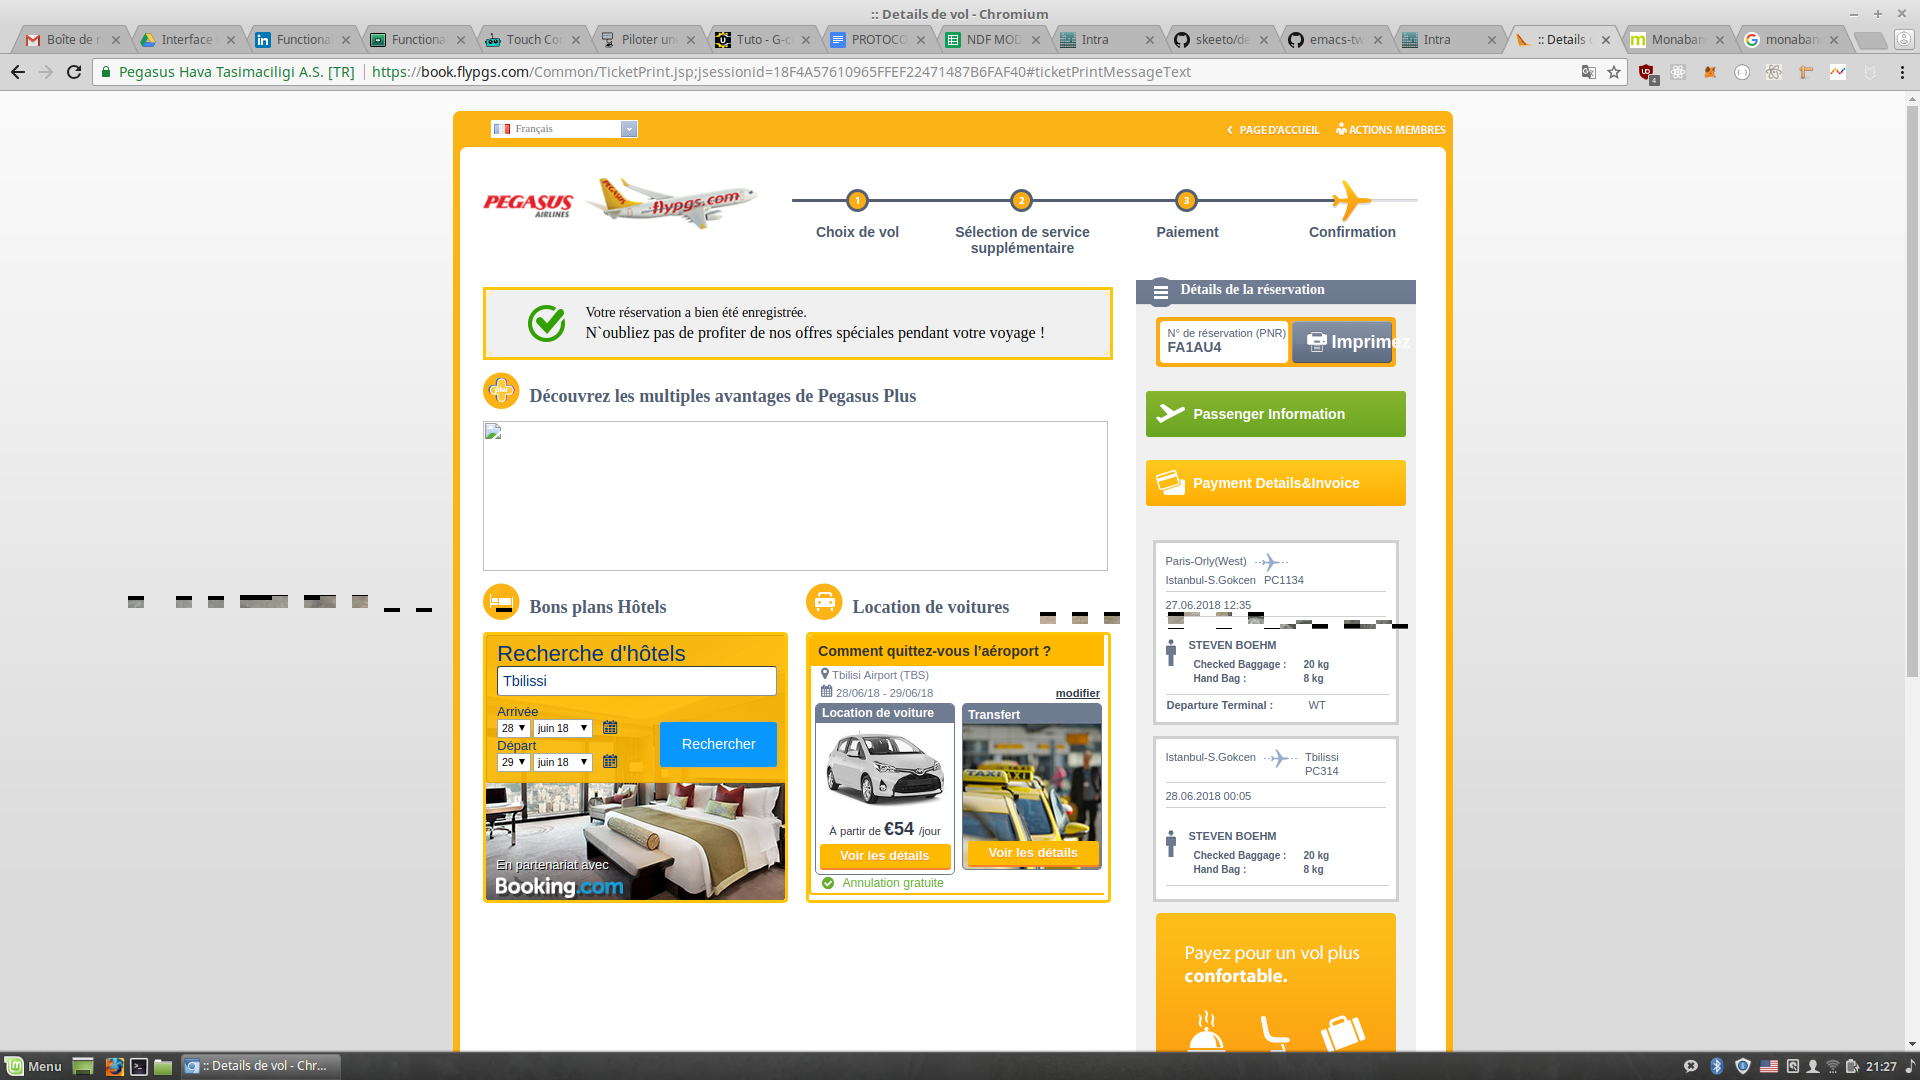 :: Details de vol - Chromium
Boîte de r
Interface
Functiona
Functiona
Touch Co
Piloter un
Tuto - G-c
PROTOCO
NDF MOD
Intra
skeeto/de
emacs-tw
Intra
:: Details
Monaban
monaban
Pegasus Hava Tasimaciligi A.S. [TR]
https://book.flypgs.com/Common/TicketPrint.jsp;jsessionid=18F4A57610965FFEF22471487B6FAF40#ticketPrintMessageText
4
Français
PAGE D'ACCUEIL
ACTIONS MEMBRES
PEGASUS
AIRLINES
flypgs.com
1
2
3
Choix de vol
Sélection de service
supplémentaire
Paiement
Confirmation
Votre réservation a bien été enregistrée.
N`oubliez pas de profiter de nos offres spéciales pendant votre voyage !
plus
Découvrez les multiples avantages de Pegasus Plus
Bons plans Hôtels
Recherche d'hôtels
Tbilissi
Arrivée
28
juin 18
Départ
29
juin 18
Rechercher
En partenariat avec
Booking.com
Location de voitures
Comment quittez-vous l’aéroport ?
Tbilisi Airport (TBS)
28/06/18 - 29/06/18
modifier
Location de voiture
À partir de €54 /jour
Voir les détails
Transfert
TAXI
Voir les détails
Annulation gratuite
Détails de la réservation
N° de réservation (PNR)
FA1AU4
Imprimez
Passenger Information
Payment Details&Invoice
Paris-Orly(West)
Istanbul-S.Gokcen PC1134
27.06.2018 12:35
STEVEN BOEHM
Checked Baggage : 20 kg
Hand Bag : 8 kg
Departure Terminal : WT
Istanbul-S.Gokcen
Tbilissi
PC314
28.06.2018 00:05
STEVEN BOEHM
Checked Baggage : 20 kg
Hand Bag : 8 kg
Payez pour un vol plus
confortable.
Menu
:: Details de vol - Chr...
21:27